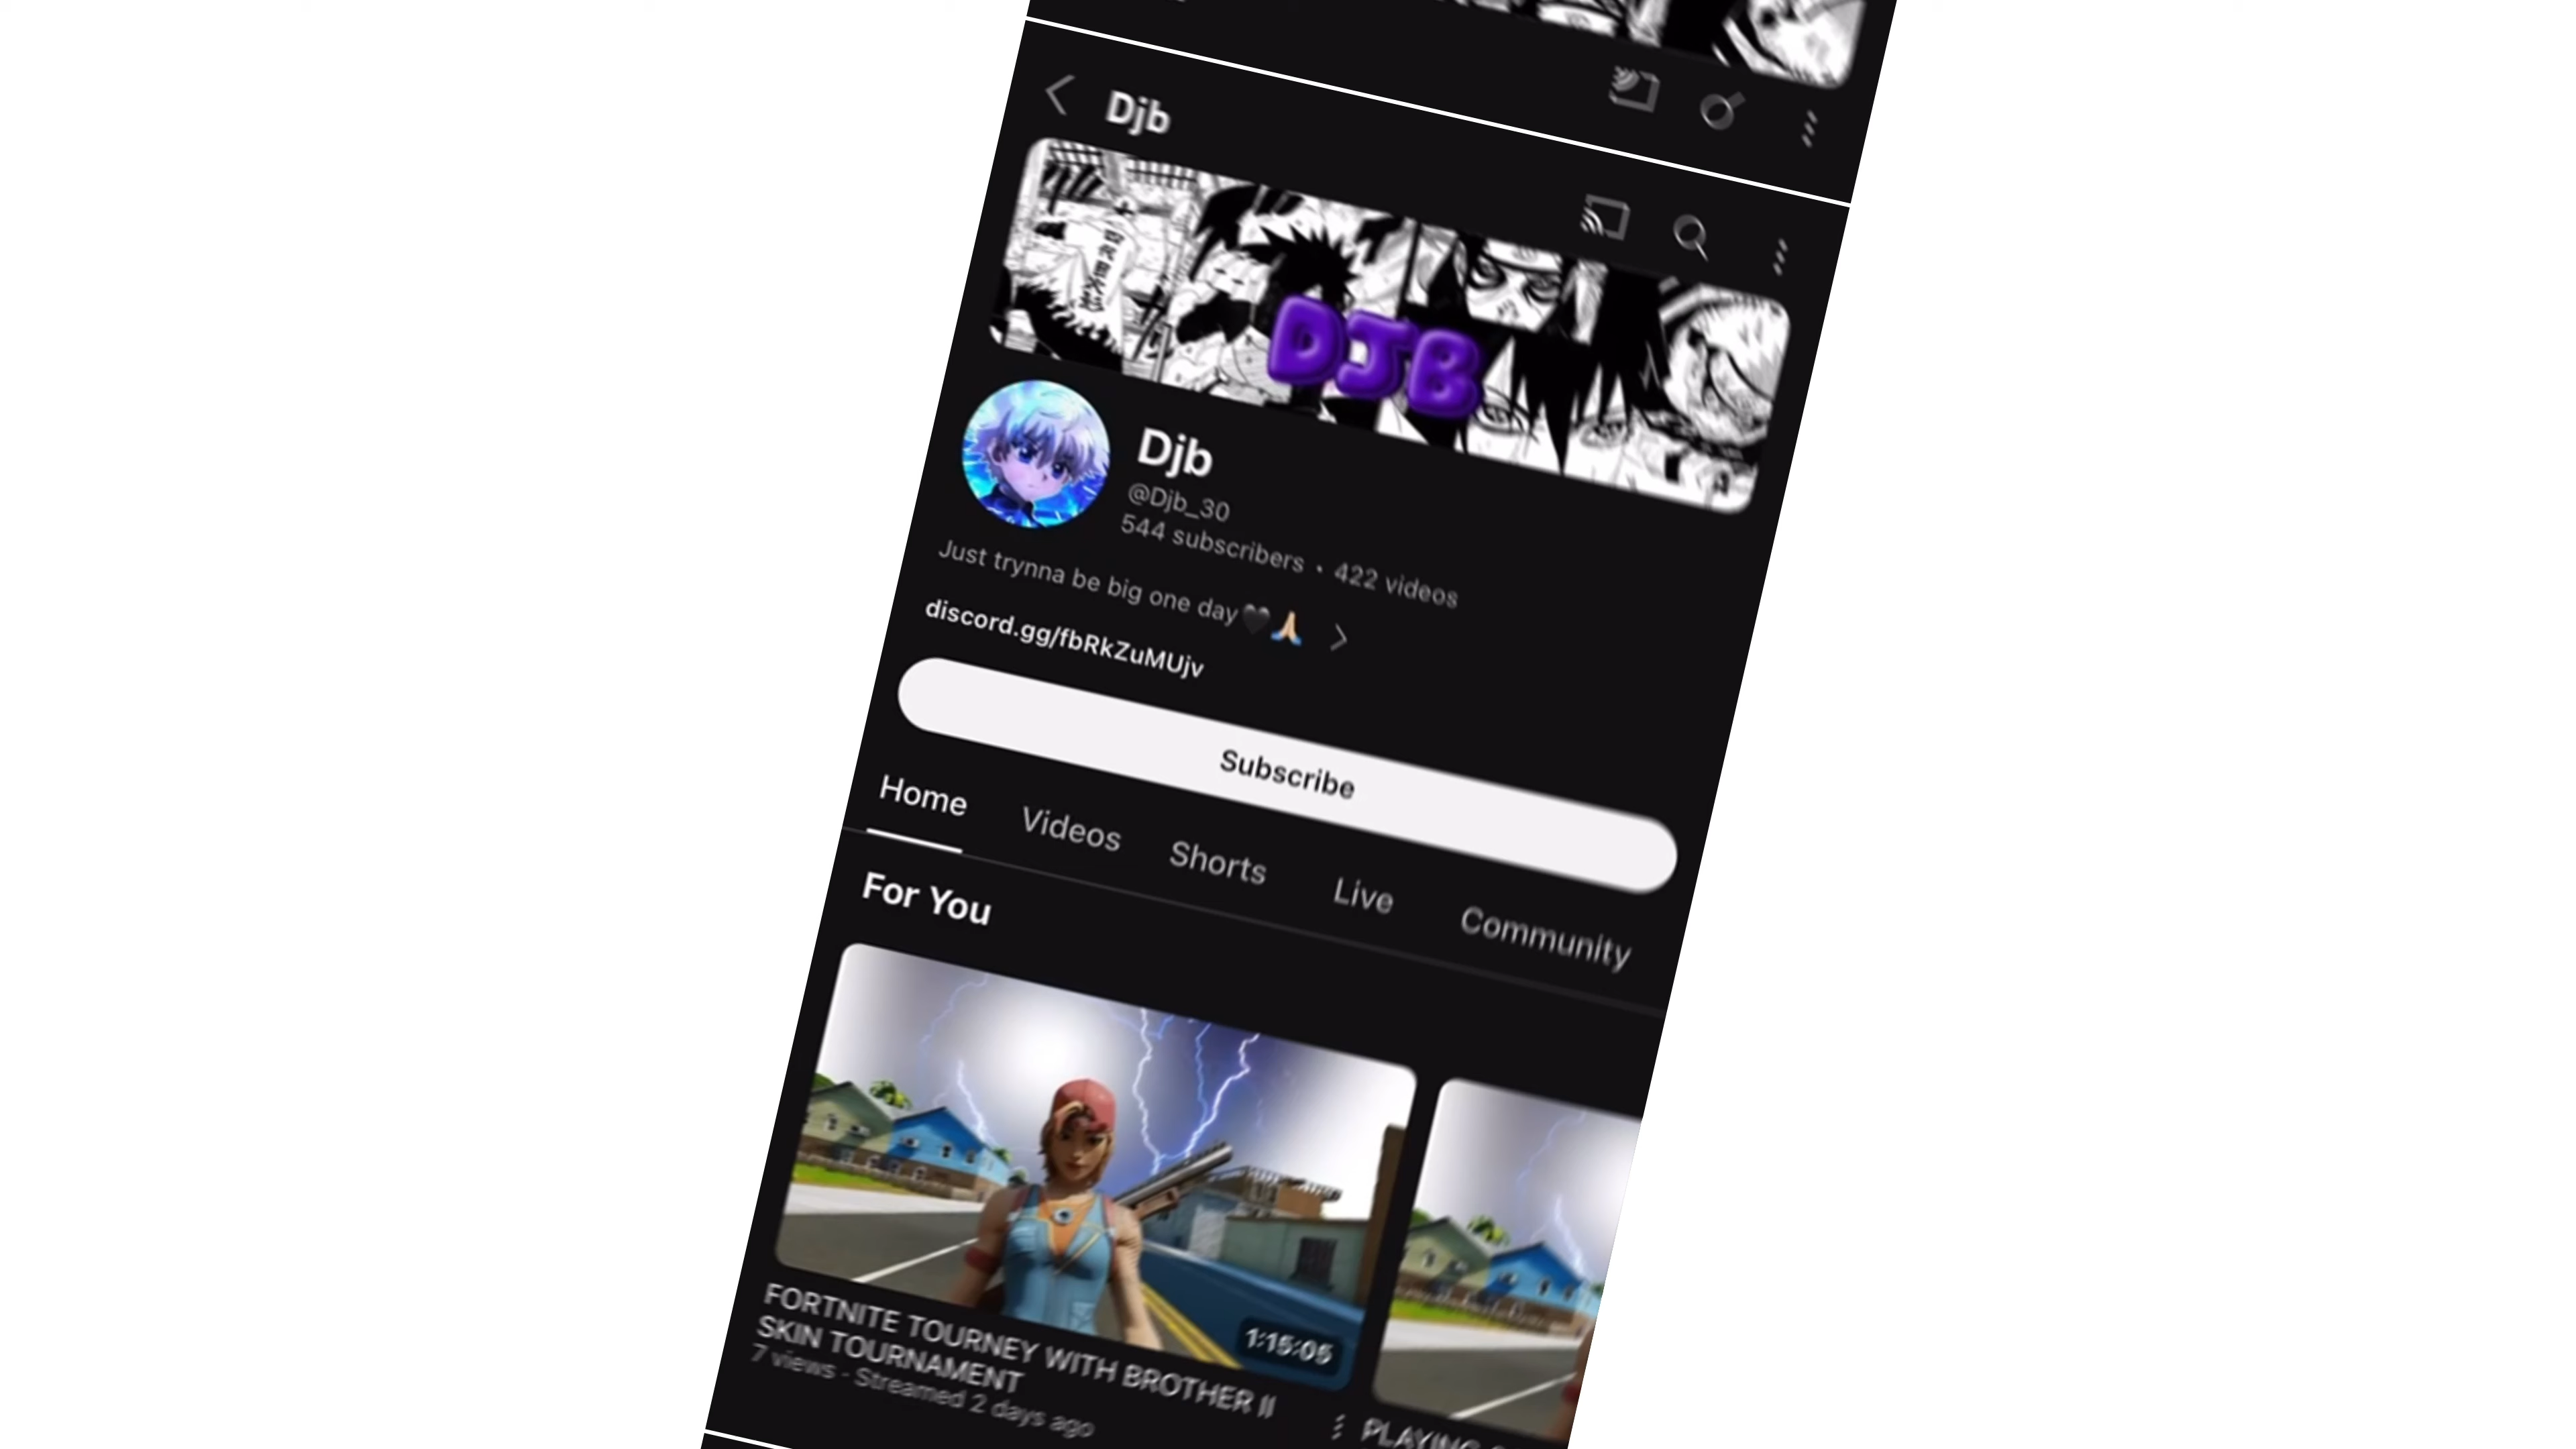 Djb
DJB
Djb
@Djb_30
544 subscribers • 422 videos
Just trynna be big one day🖤🙏🏼 >
discord.gg/fbRkZuMUjv
Subscribe
Home Videos Shorts Live Community
For You
1:15:05
FORTNITE TOURNEY WITH BROTHER II
SKIN TOURNAMENT
7 views · Streamed 2 days ago
PLAYING